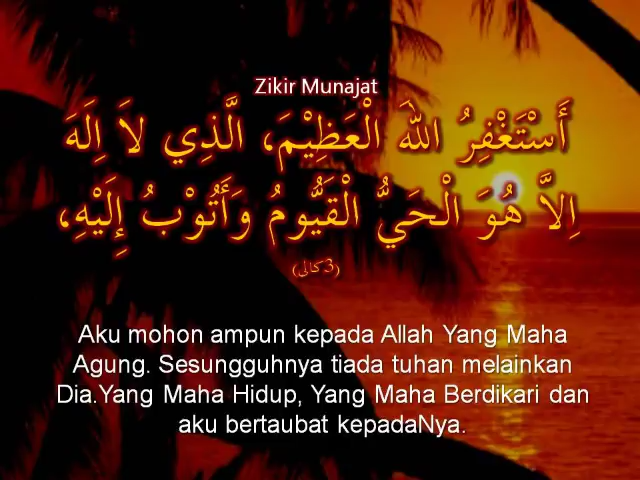 Zikir Munajat
أَسْتَغْفِرُ اللهَ الْعَظِيْمَ، الَّذِي لاَ اِلَهَ
اِلاَّ هُوَ الْحَيُّ الْقَيُّومُ وَأَتُوْبُ إِلَيْهِ،
(3 کالی)
Aku mohon ampun kepada Allah Yang Maha
Agung. Sesungguhnya tiada tuhan melainkan
Dia.Yang Maha Hidup, Yang Maha Berdikari dan
aku bertaubat kepadaNya.